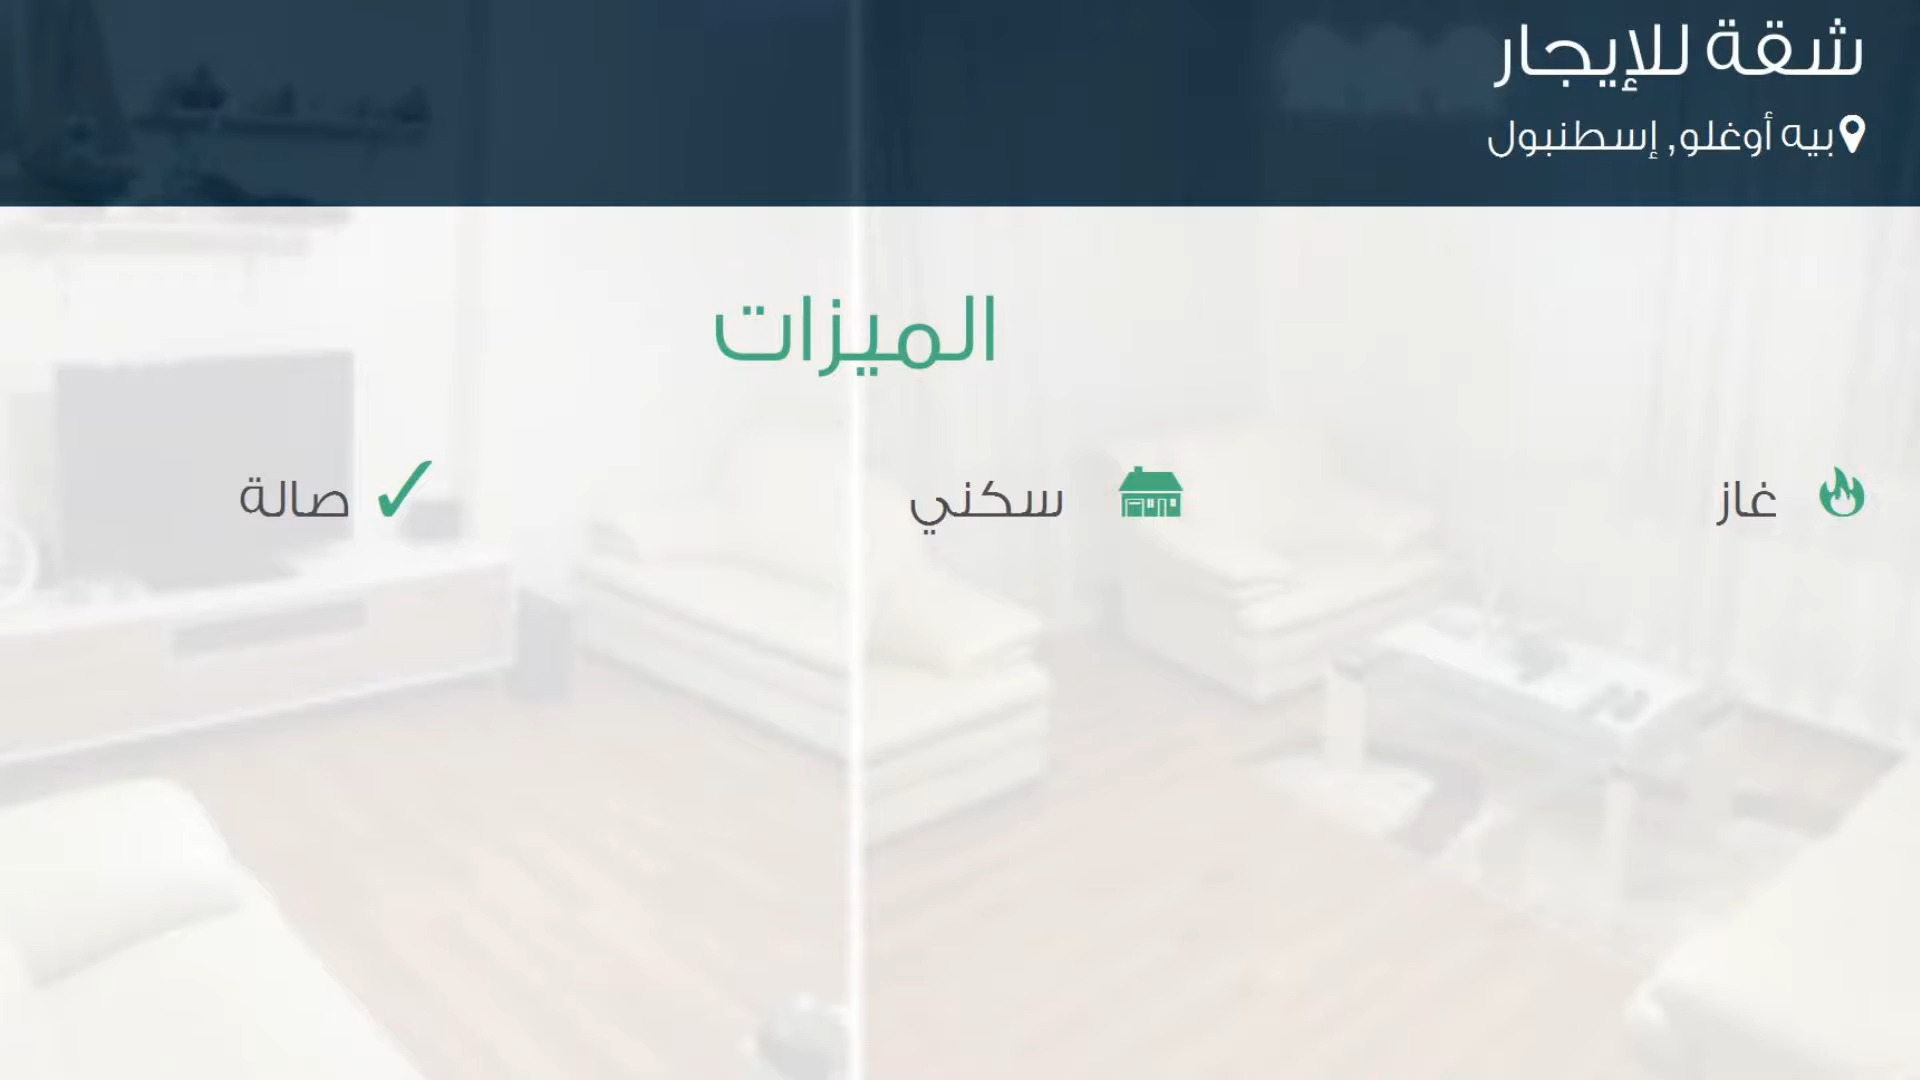 شقة للإيجار
بيه أوغلو, إسطنبول
الميزات
غاز
سكني
صالة